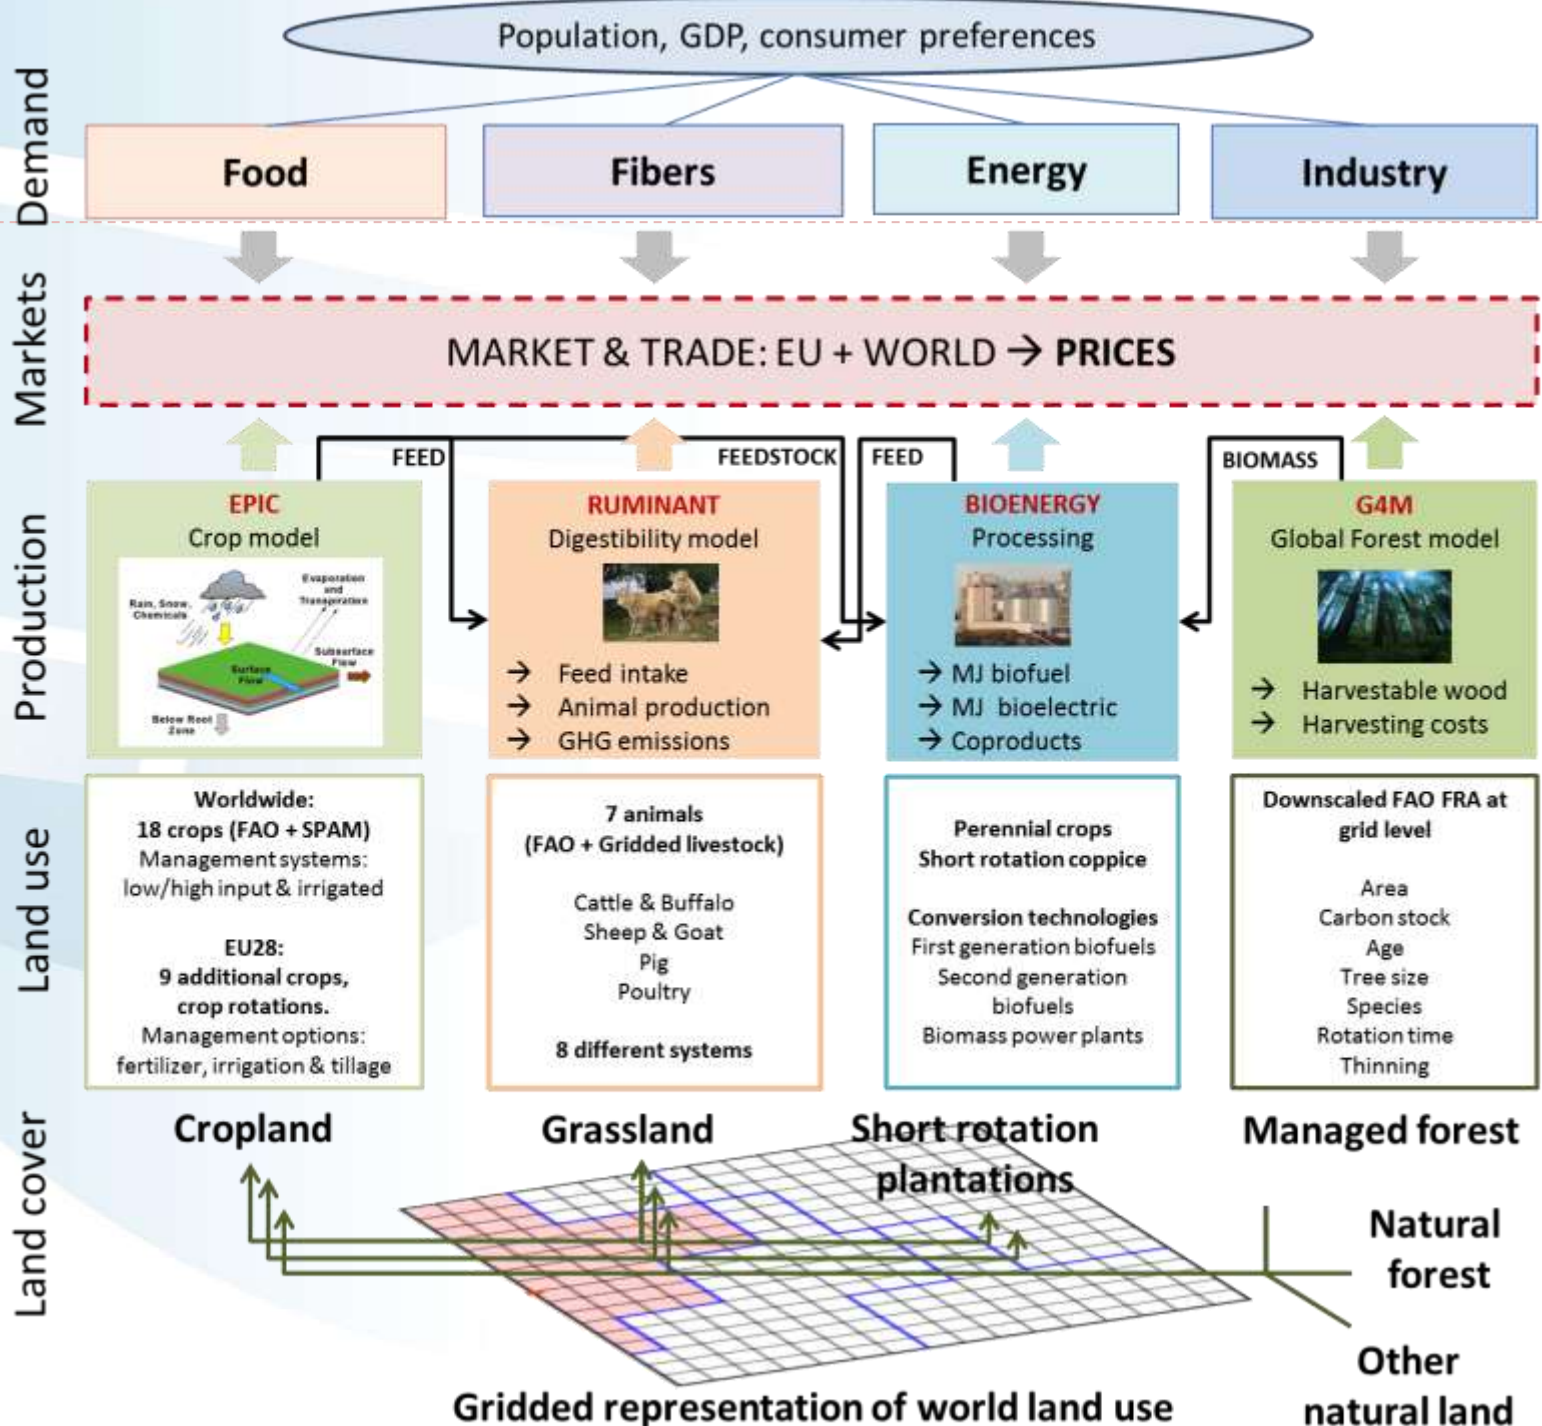 Population, GDP, consumer preferences
Demand
Food
Fibers
Energy
Industry
Markets
MARKET & TRADE: EU + WORLD → PRICES
FEED
FEEDSTOCK
FEED
BIOMASS
Production
EPIC
Crop model
Rain, Snow,
Chemicals
Evaporation
and
Transpiration
Subsurface
Flow
Surface
Flow
Below Root
Zone
RUMINANT
Digestibility model
→ Feed intake
→ Animal production
→ GHG emissions
BIOENERGY
Processing
→ MJ biofuel
→ MJ bioelectric
→ Coproducts
G4M
Global Forest model
→ Harvestable wood
→ Harvesting costs
Land use
Worldwide:
18 crops (FAO + SPAM)
Management systems:
low/high input & irrigated
EU28:
9 additional crops,
crop rotations.
Management options:
fertilizer, irrigation & tillage
7 animals
(FAO + Gridded livestock)
Cattle & Buffalo
Sheep & Goat
Pig
Poultry
8 different systems
Perennial crops
Short rotation coppice
Conversion technologies
First generation biofuels
Second generation
biofuels
Biomass power plants
Downscaled FAO FRA at
grid level
Area
Carbon stock
Age
Tree size
Species
Rotation time
Thinning
Land cover
Cropland
Grassland
Short rotation
plantations
Managed forest
Natural
forest
Other
natural land
Gridded representation of world land use